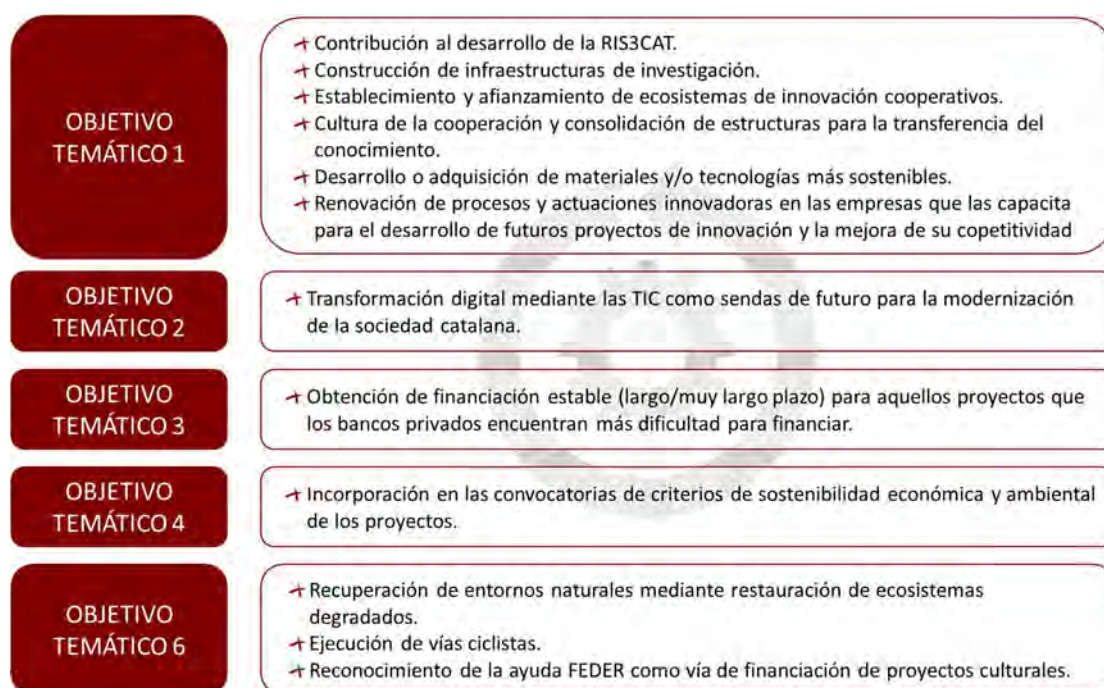 OBJETIVO
TEMÁTICO 1
+ Contribución al desarrollo de la RIS3CAT.
+ Construcción de infraestructuras de investigación.
+ Establecimiento y afianzamiento de ecosistemas de innovación cooperativos.
+ Cultura de la cooperación y consolidación de estructuras para la transferencia del
conocimiento.
+ Desarrollo o adquisición de materiales y/o tecnologías más sostenibles.
+ Renovación de procesos y actuaciones innovadoras en las empresas que las capacita
para el desarrollo de futuros proyectos de innovación y la mejora de su copetitividad
OBJETIVO
TEMÁTICO 2
+ Transformación digital mediante las TIC como sendas de futuro para la modernización
de la sociedad catalana.
OBJETIVO
TEMÁTICO 3
+ Obtención de financiación estable (largo/muy largo plazo) para aquellos proyectos que
los bancos privados encuentran más dificultad para financiar.
OBJETIVO
TEMÁTICO 4
+ Incorporación en las convocatorias de criterios de sostenibilidad económica y ambiental
de los proyectos.
OBJETIVO
TEMÁTICO 6
+ Recuperación de entornos naturales mediante restauración de ecosistemas
degradados.
+ Ejecución de vías ciclistas.
+ Reconocimiento de la ayuda FEDER como vía de financiación de proyectos culturales.